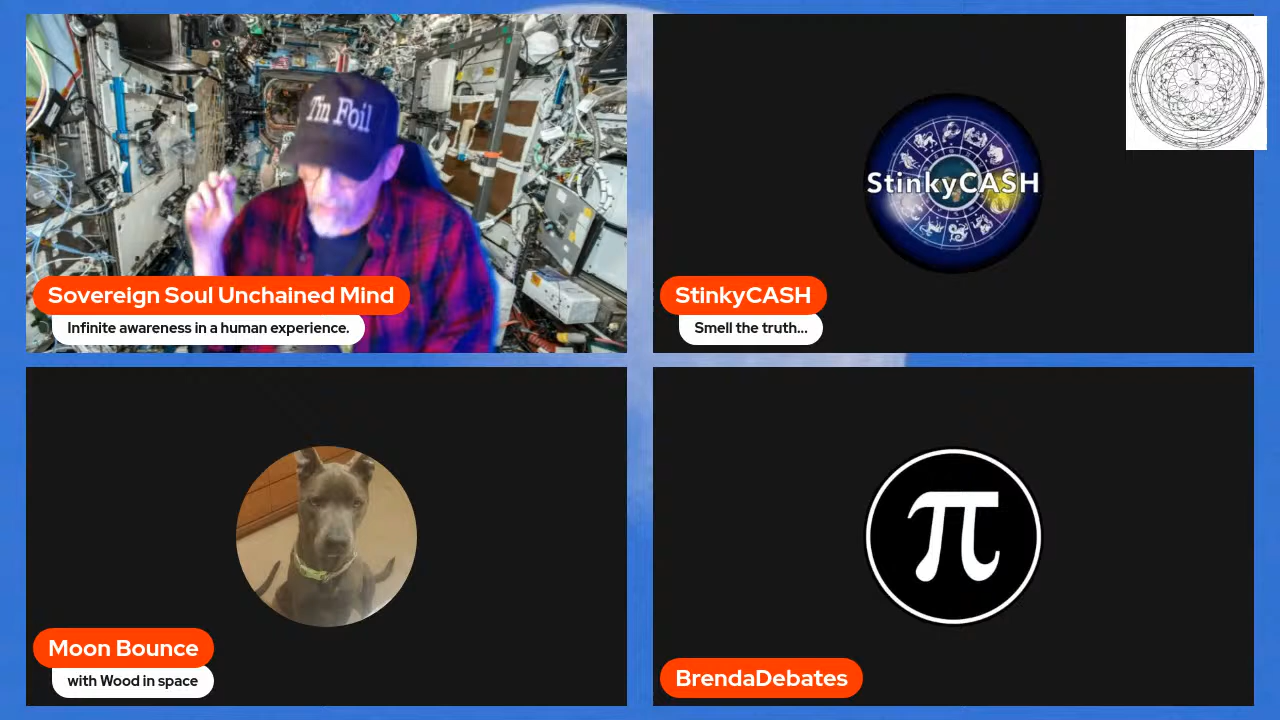 Tin Foil
Sovereign Soul Unchained Mind
Infinite awareness in a human experience.
StinkyCASH
StinkyCASH
Smell the truth...
Moon Bounce
with Wood in space
π
BrendaDebates